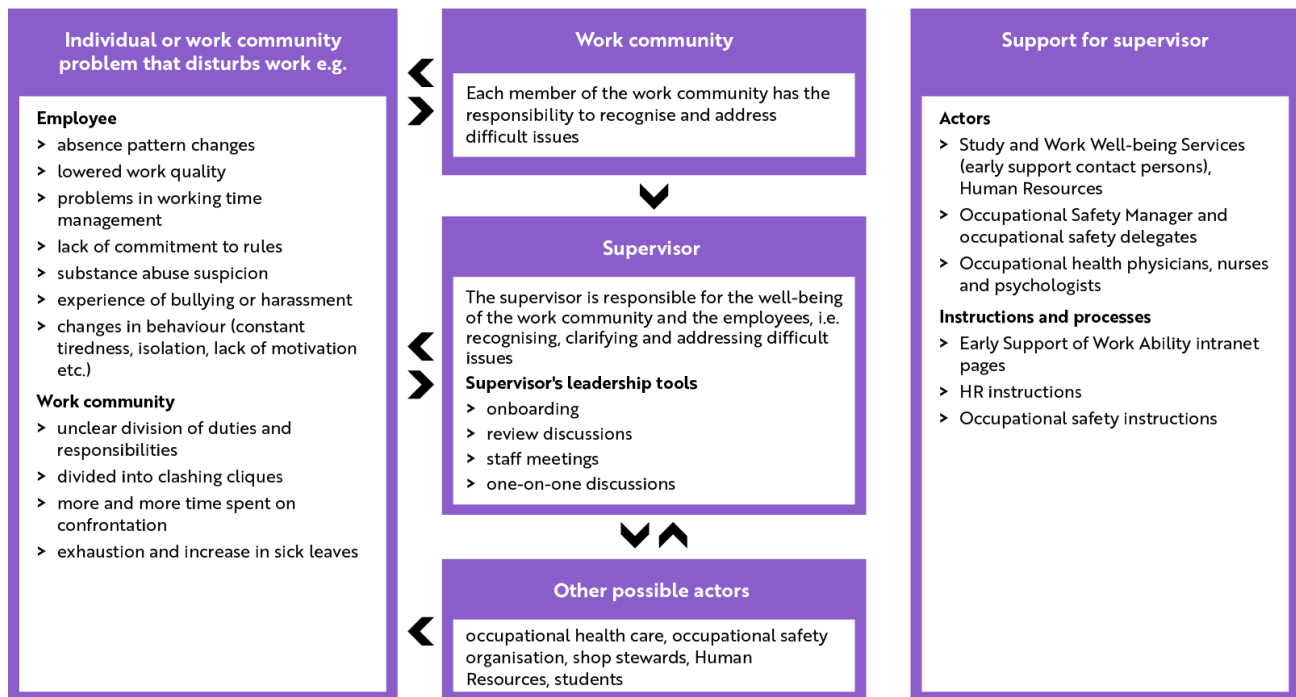 Individual or work community
problem that disturbs work e.g.
Employee
> absence pattern changes
> lowered work quality
> problems in working time
management
> lack of commitment to rules
> substance abuse suspicion
> experience of bullying or harassment
> changes in behaviour (constant
tiredness, isolation, lack of motivation
etc.)
Work community
> unclear division of duties and
responsibilities
> divided into clashing cliques
> more and more time spent on
confrontation
> exhaustion and increase in sick leaves
Work community
Each member of the work community has the
responsibility to recognise and address
difficult issues
Supervisor
The supervisor is responsible for the well-being
of the work community and the employees, i.e.
recognising, clarifying and addressing difficult
issues
Supervisor's leadership tools
> onboarding
> review discussions
> staff meetings
> one-on-one discussions
Other possible actors
occupational health care, occupational safety
organisation, shop stewards, Human
Resources, students
Support for supervisor
Actors
> Study and Work Well-being Services
(early support contact persons),
Human Resources
> Occupational Safety Manager and
occupational safety delegates
> Occupational health physicians, nurses
and psychologists
Instructions and processes
> Early Support of Work Ability intranet
pages
> HR instructions
> Occupational safety instructions